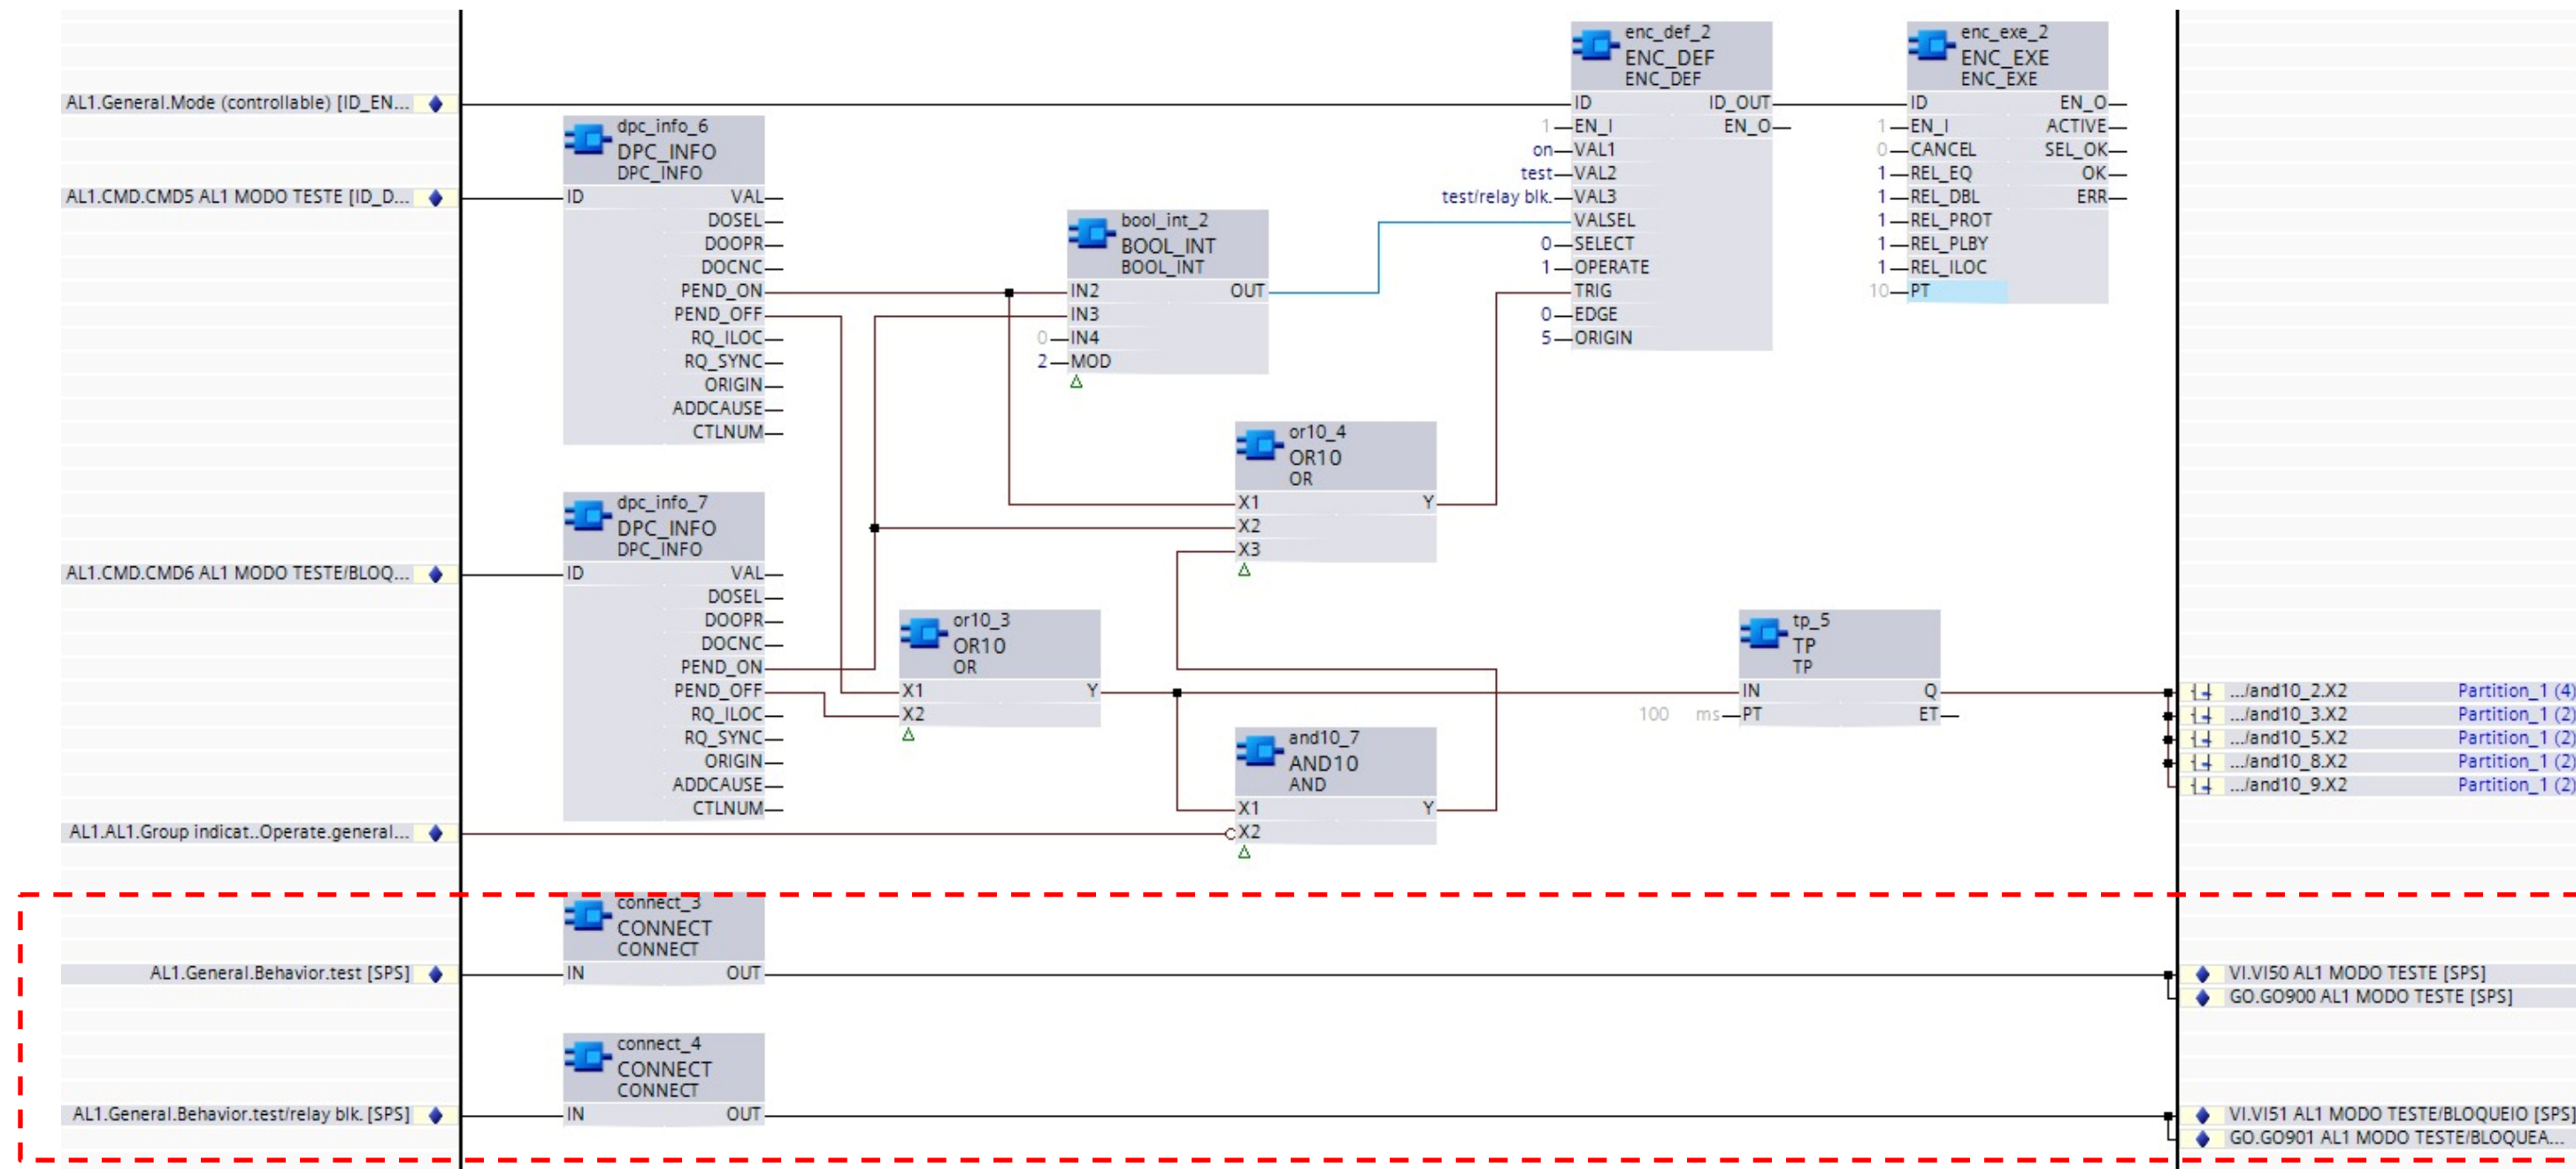 AL1.General.Mode (controllable) [ID_EN...
AL1.CMD.CMD5 AL1 MODO TESTE [ID_D...
AL1.CMD.CMD6 AL1 MODO TESTE/BLOQ...
AL1.AL1.Group indicat..Operate.general...
AL1.General.Behavior.test [SPS]
AL1.General.Behavior.test/relay blk. [SPS]
dpc_info_6
DPC_INFO
DPC_INFO
ID VAL
DOSEL
DOOPR
DOCNC
PEND_ON
PEND_OFF
RQ_ILOC
RQ_SYNC
ORIGIN
ADDCAUSE
CTLNUM
dpc_info_7
DPC_INFO
DPC_INFO
ID VAL
DOSEL
DOOPR
DOCNC
PEND_ON
PEND_OFF
RQ_ILOC
RQ_SYNC
ORIGIN
ADDCAUSE
CTLNUM
connect_3
CONNECT
CONNECT
IN OUT
connect_4
CONNECT
CONNECT
IN OUT
or10_3
OR10
OR
X1 Y
X2
bool_int_2
BOOL_INT
BOOL_INT
IN2 OUT
IN3
0 IN4
2 MOD
or10_4
OR10
OR
X1 Y
X2
X3
and10_7
AND10
AND
X1 Y
X2
enc_def_2
ENC_DEF
ENC_DEF
ID ID_OUT
1 EN_I EN_O
on VAL1
test VAL2
test/relay blk. VAL3
VALSEL
0 SELECT
1 OPERATE
TRIG
0 EDGE
5 ORIGIN
enc_exe_2
ENC_EXE
ENC_EXE
ID EN_O
1 EN_I ACTIVE
0 CANCEL SEL_OK
1 REL_EQ OK
1 REL_DBL ERR
1 REL_PROT
1 REL_PLBY
1 REL_ILOC
10 PT
tp_5
TP
TP
IN Q
100 ms PT ET
.../and10_2.X2 Partition_1 (4)
.../and10_3.X2 Partition_1 (2)
.../and10_5.X2 Partition_1 (2)
.../and10_8.X2 Partition_1 (2)
.../and10_9.X2 Partition_1 (2)
VI.VI50 AL1 MODO TESTE [SPS]
GO.GO900 AL1 MODO TESTE [SPS]
VI.VI51 AL1 MODO TESTE/BLOQUEIO [SPS]
GO.GO901 AL1 MODO TESTE/BLOQUEA...